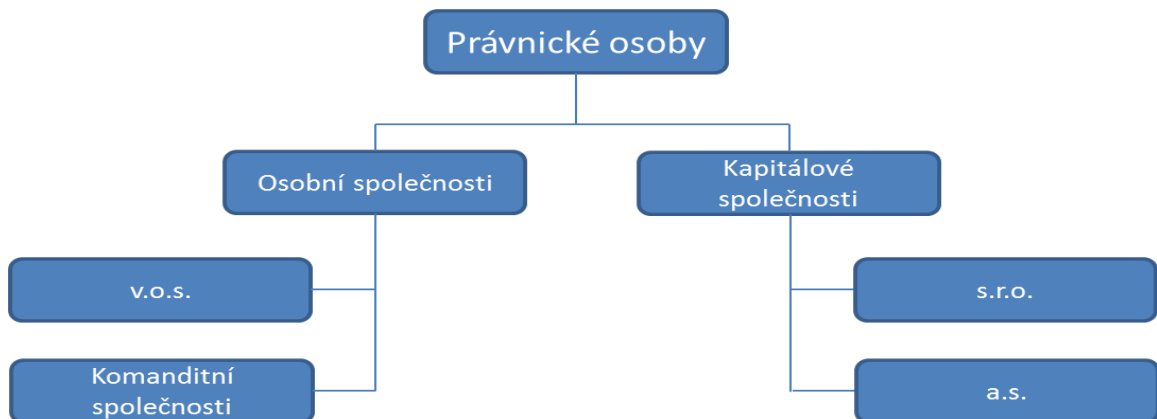 Právnické osoby
Osobní společnosti
Kapitálové
společnosti
v.o.s.
s.r.o.
Komanditní
společnosti
a.s.